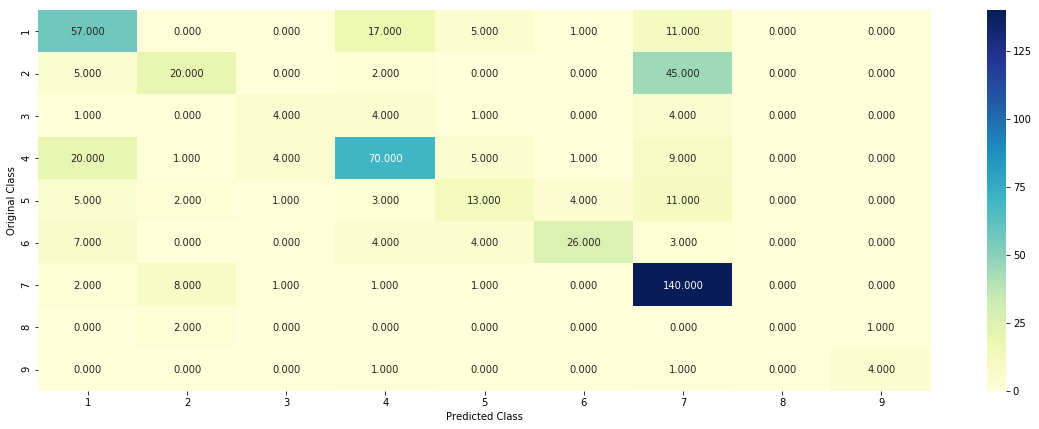 1 57.000 0.000 0.000 17.000 5.000 1.000 11.000 0.000 0.000
2 5.000 20.000 0.000 2.000 0.000 0.000 45.000 0.000 0.000
3 1.000 0.000 4.000 4.000 1.000 0.000 4.000 0.000 0.000
4 20.000 1.000 4.000 70.000 5.000 1.000 9.000 0.000 0.000
5 5.000 2.000 1.000 3.000 13.000 4.000 11.000 0.000 0.000
6 7.000 0.000 0.000 4.000 4.000 26.000 3.000 0.000 0.000
7 2.000 8.000 1.000 1.000 1.000 0.000 140.000 0.000 0.000
8 0.000 2.000 0.000 0.000 0.000 0.000 0.000 0.000 1.000
9 0.000 0.000 0.000 1.000 0.000 0.000 1.000 0.000 4.000
1 2 3 4 5 6 7 8 9
Predicted Class
Original Class
125
100
75
50
25
0